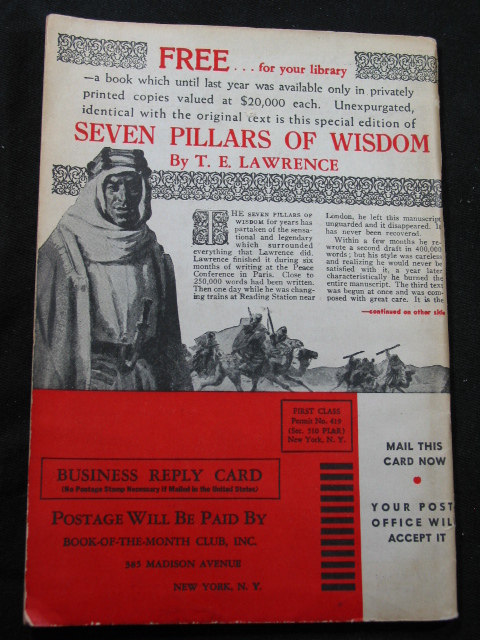 FREE ... for your library
—a book which until last year was available only in privately
printed copies valued at $20,000 each. Unexpurgated,
identical with the original text is this special edition of
SEVEN PILLARS OF WISDOM
By T. E. LAWRENCE
THE SEVEN PILLARS OF
WISDOM for years has
partaken of the sensa-
tional and legendary
which surrounded
everything that Lawrence did.
Lawrence finished it during six
months of writing at the Peace
Conference in Paris. Close to
250,000 words had been written.
Then one day while he was chang-
ing trains at Reading Station near
London, he left this manuscript
unguarded and it disappeared. It
has never been recovered.
Within a few months he re-
wrote a second draft in 400,000
words; but his style was careless
and realizing he would never be
satisfied with it, a year later
characteristically he burned the
entire manuscript. The third text
was begun at once and was com-
posed with great care. It is the
—continued on other side
FIRST CLASS
Permit No. 419
(Sec. 510 PL&R)
New York, N. Y.
BUSINESS REPLY CARD
(No Postage Stamp Necessary if Mailed in the United States)
POSTAGE WILL BE PAID BY
BOOK-OF-THE-MONTH CLUB, INC.
385 MADISON AVENUE
NEW YORK, N. Y.
MAIL THIS
CARD NOW
YOUR POST
OFFICE WIL
ACCEPT IT